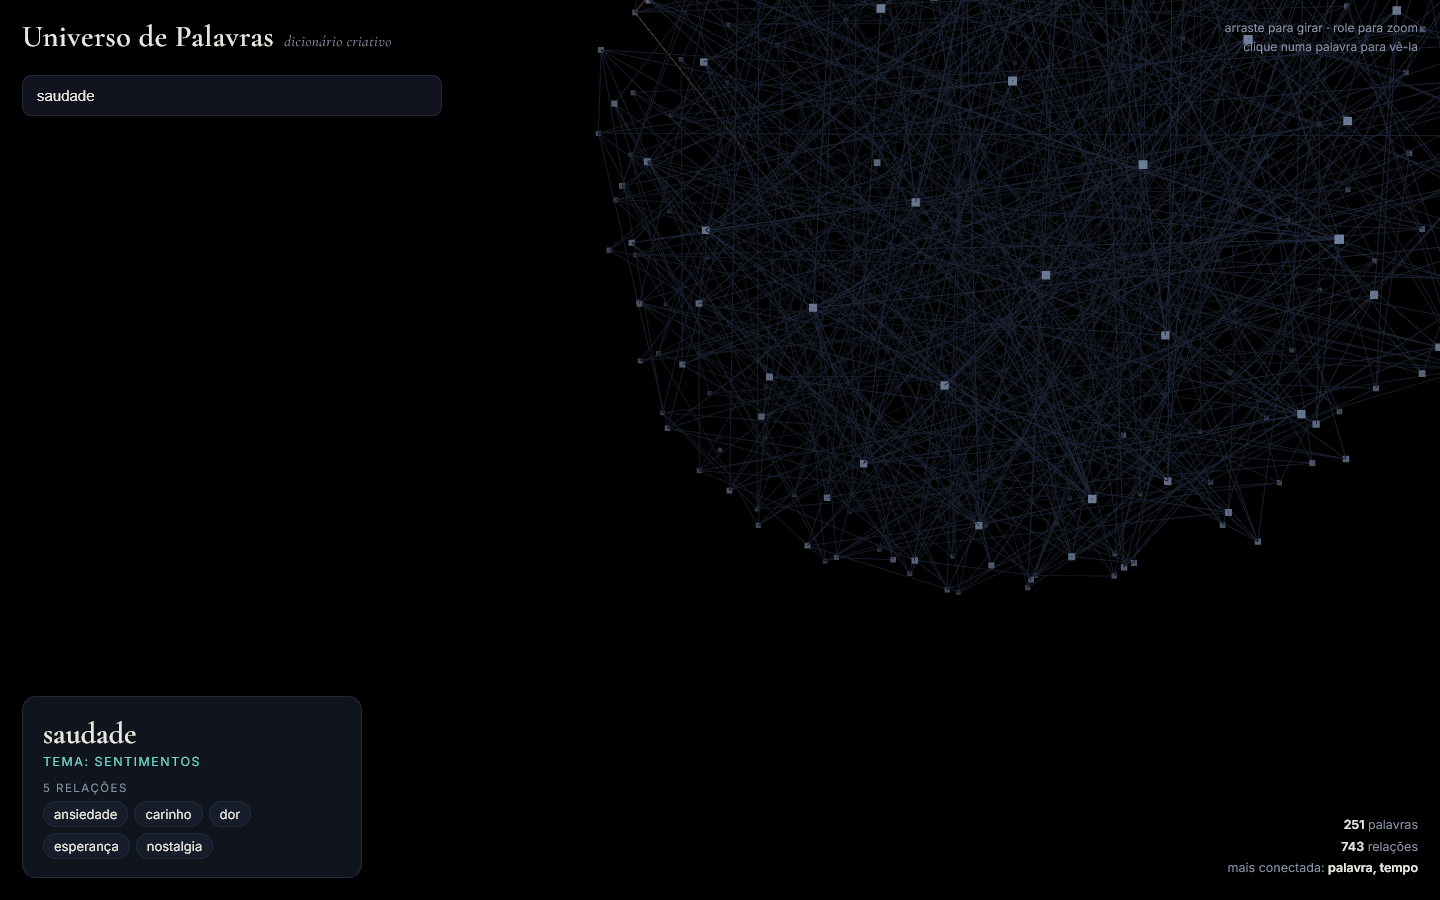 Universo de Palavras dicionário criativo
arraste para girar · role para zoom
clique numa palavra para vê-la
saudade
saudade
TEMA: SENTIMENTOS
5 RELAÇÕES
ansiedade carinho dor
esperança nostalgia
251 palavras
743 relações
mais conectada: palavra, tempo